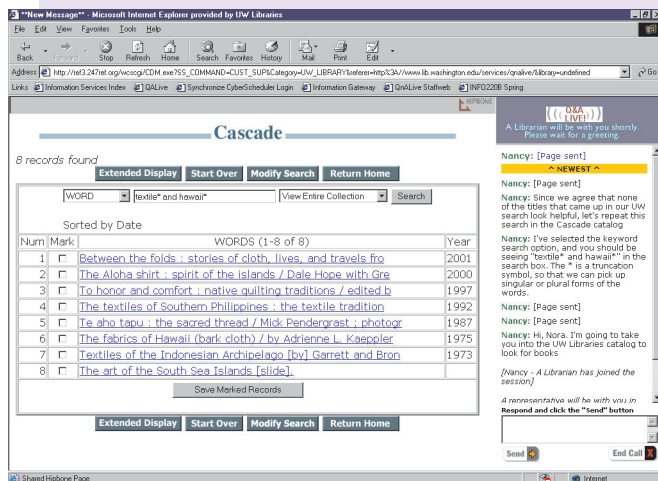 **New Message** - Microsoft Internet Explorer provided by UW Libraries
File Edit View Favorites Tools Help
Back Forward Stop Refresh Home Search Favorites History Mail Print Edit
Address http://ref3.247ref.org/wcscgi/CDM.exe?SS_COMMAND=CUST_SUP&Category=UW_LIBRARY&referer=http%3A//www.lib.washington.edu/services/qnalive/&library=undefined Go
Links Information Services Index QALive Synchronize CyberScheduler Login Information Gateway QnALive Staffweb INFO220B Spring
HIPBONE
Cascade
8 records found
Extended Display Start Over Modify Search Return Home
WORD textile* and hawaii* View Entire Collection Search
Sorted by Date
Num Mark WORDS (1-8 of 8) Year
1 Between the folds : stories of cloth, lives, and travels fro 2001
2 The Aloha shirt : spirit of the islands / Dale Hope with Gre 2000
3 To honor and comfort : native quilting traditions / edited b 1997
4 The textiles of Southern Philippines : the textile tradition 1992
5 Te aho tapu : the sacred thread / Mick Pendergrast ; photogr 1987
6 The fabrics of Hawaii (bark cloth) / by Adrienne L. Kaeppler 1975
7 Textiles of the Indonesian Archipelago [by] Garrett and Bron 1973
8 The art of the South Sea Islands [slide].
Save Marked Records
Extended Display Start Over Modify Search Return Home
Q&A
LIVE!
A Librarian will be with you shortly.
Please wait for a greeting.
Nancy: [Page sent]
^ NEWEST ^
Nancy: [Page sent]
Nancy: Since we agree that none
of the titles that came up in our UW
search look helpful, let's repeat this
search in the Cascade catalog
Nancy: I've selected the keyword
search option, and you should be
seeing "textile* and hawaii*" in the
search box. The * is a truncation
symbol, so that we can pick up
singular or plural forms of the
words.
Nancy: [Page sent]
Nancy: [Page sent]
Nancy: Hi, Nora. I'm going to take
you into the UW Libraries catalog to
look for books
[Nancy - A Librarian has joined the
session]
A representative will be with you in
Respond and click the "Send" button
Send End Call X
Shared Hipbone Page Internet